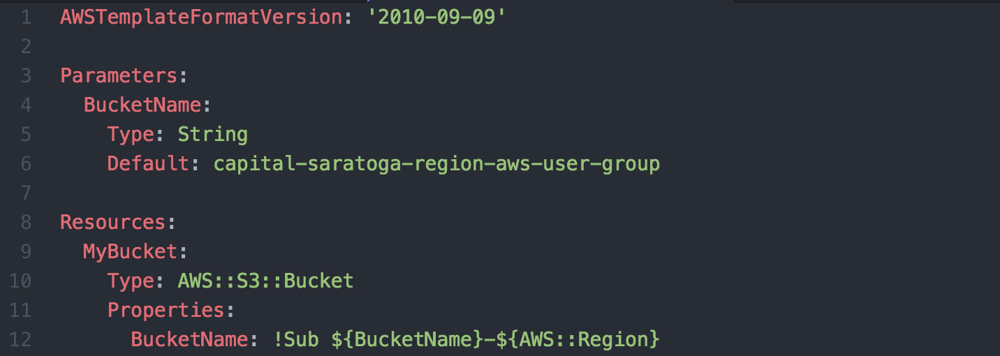 1 AWSTemplateFormatVersion: '2010-09-09'
2
3 Parameters:
4   BucketName:
5     Type: String
6     Default: capital-saratoga-region-aws-user-group
7
8 Resources:
9   MyBucket:
10     Type: AWS::S3::Bucket
11     Properties:
12       BucketName: !Sub ${BucketName}-${AWS::Region}